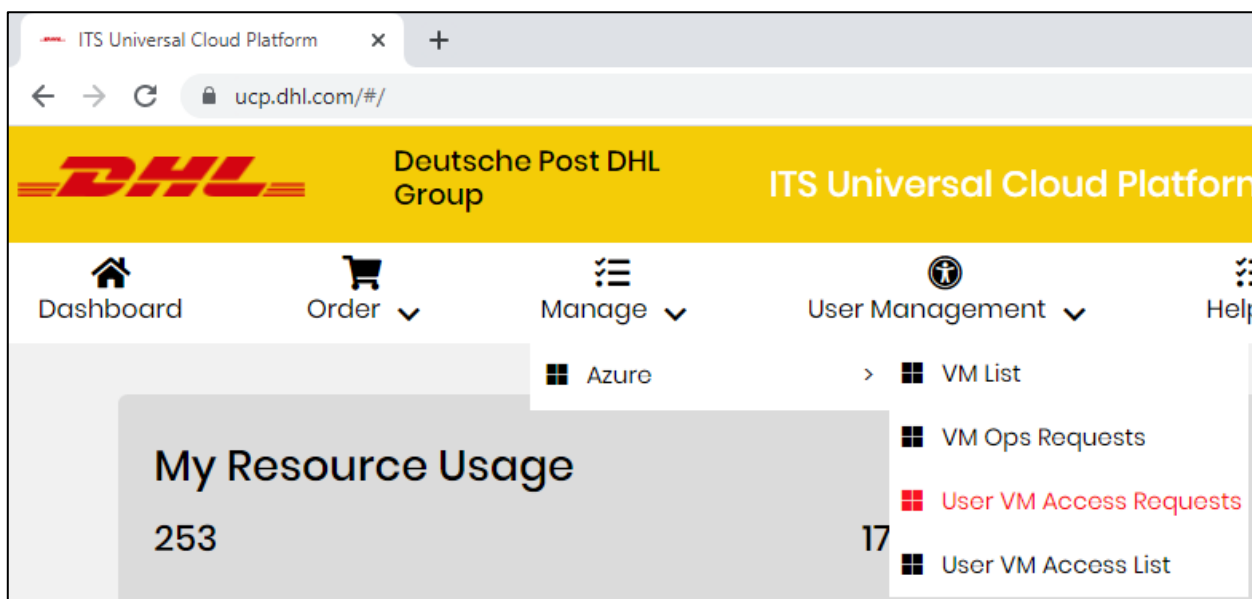 ITS Universal Cloud Platform
ucp.dhl.com/#/
DHL
Deutsche Post DHL
Group
ITS Universal Cloud Platform
Dashboard
Order
Manage
User Management
Help
Azure
>
VM List
VM Ops Requests
User VM Access Requests
User VM Access List
My Resource Usage
253
17